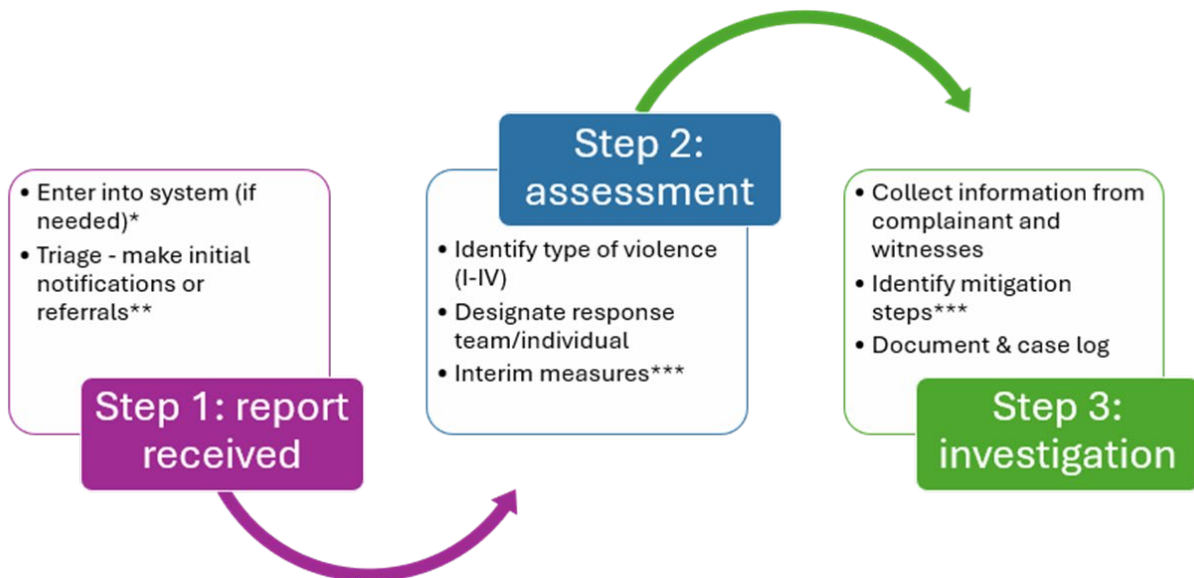 • Enter into system (if
needed)*
• Triage - make initial
notifications or
referrals**
Step 1: report
received
Step 2:
assessment
• Identify type of violence
(I-IV)
• Designate response
team/individual
• Interim measures***
• Collect information from
complainant and
witnesses
• Identify mitigation
steps***
• Document & case log
Step 3:
investigation